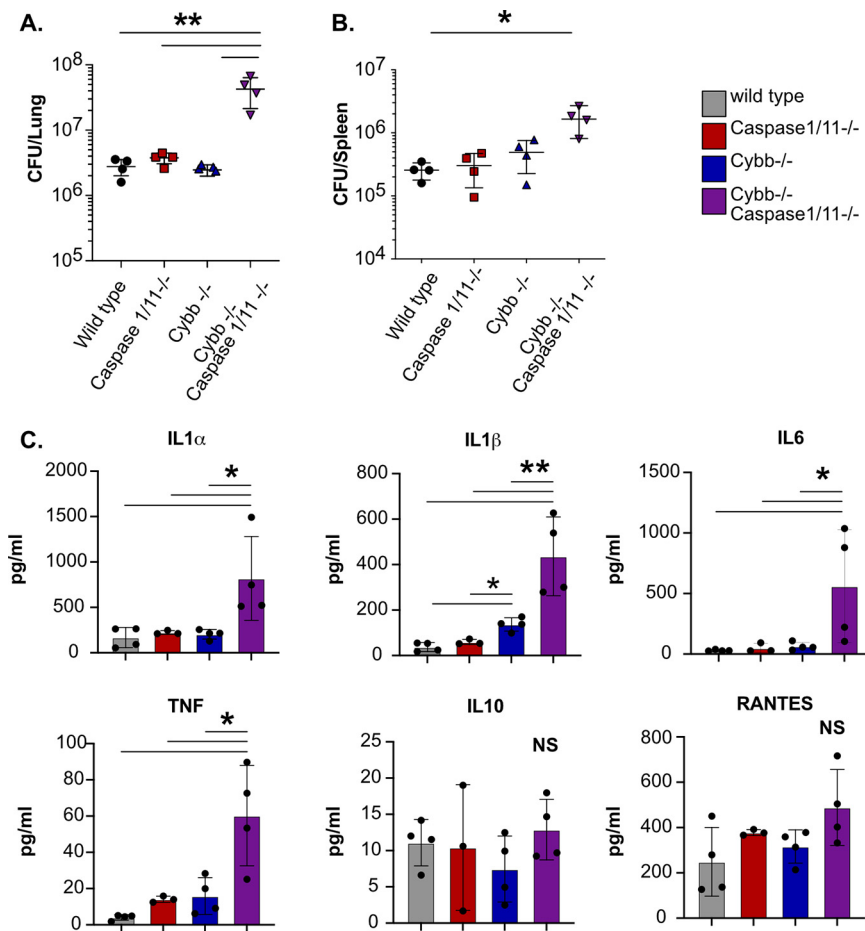 A.
**
CFU/Lung
10^8
10^7
10^6
10^5
Wild type
Caspase 1/11-/-
Cybb -/-
Cybb -/-
Caspase 1/11 -/-
B.
*
CFU/Spleen
10^7
10^6
10^5
10^4
Wild type
Caspase 1/11-/-
Cybb -/-
Cybb -/-
Caspase 1/11 -/-
wild type
Caspase1/11-/-
Cybb-/-
Cybb-/-
Caspase1/11-/-
C.
IL1α
*
pg/ml
2000
1500
1000
500
0
IL1β
**
*
pg/ml
800
600
400
200
0
IL6
*
pg/ml
1500
1000
500
0
TNF
*
pg/ml
100
80
60
40
20
0
IL10
NS
pg/ml
25
20
15
10
5
0
RANTES
NS
pg/ml
800
600
400
200
0